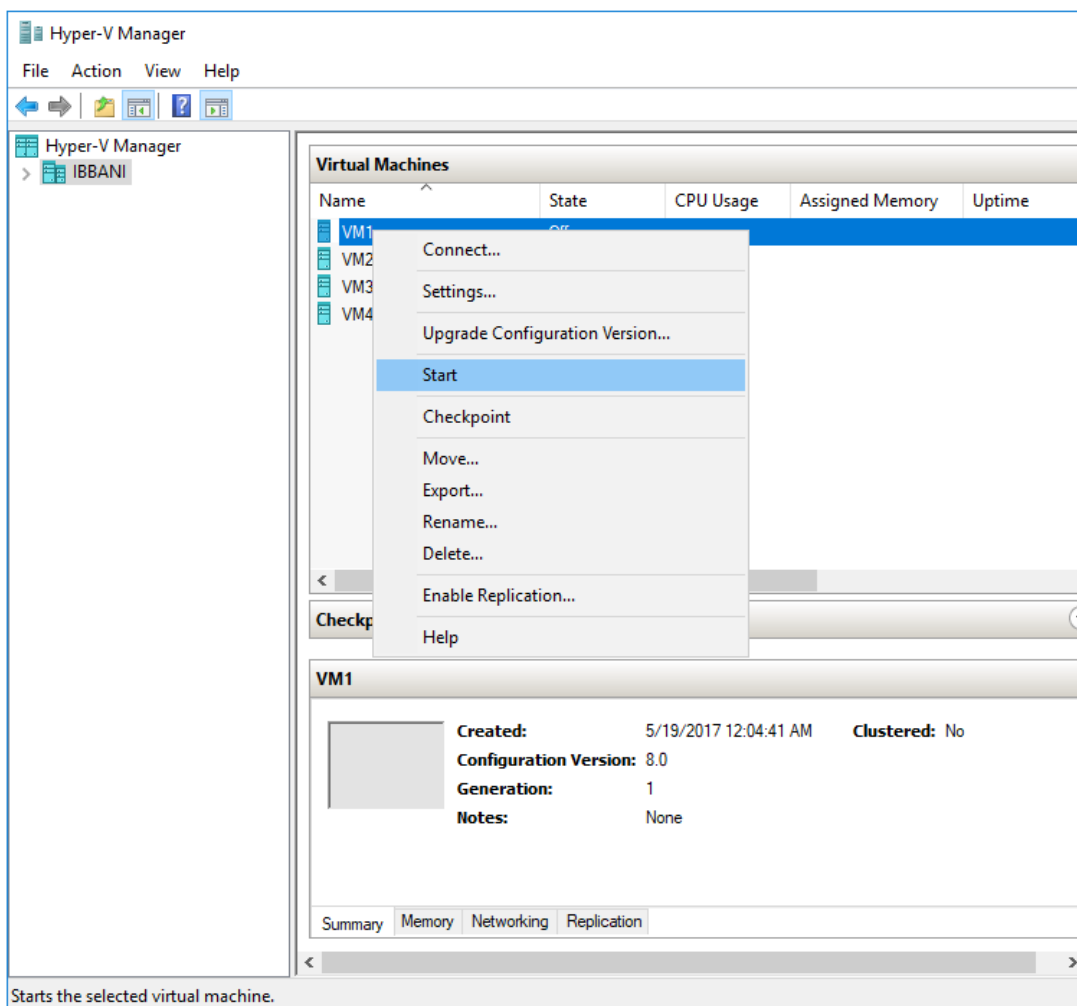 Hyper-V Manager
File Action View Help
Hyper-V Manager
IBBANI
Virtual Machines
Name State CPU Usage Assigned Memory Uptime
VM1 Off
VM2
VM3
VM4
Connect...
Settings...
Upgrade Configuration Version...
Start
Checkpoint
Move...
Export...
Rename...
Delete...
Enable Replication...
Help
Checkp
VM1
Created: 5/19/2017 12:04:41 AM Clustered: No
Configuration Version: 8.0
Generation: 1
Notes: None
Summary Memory Networking Replication
Starts the selected virtual machine.